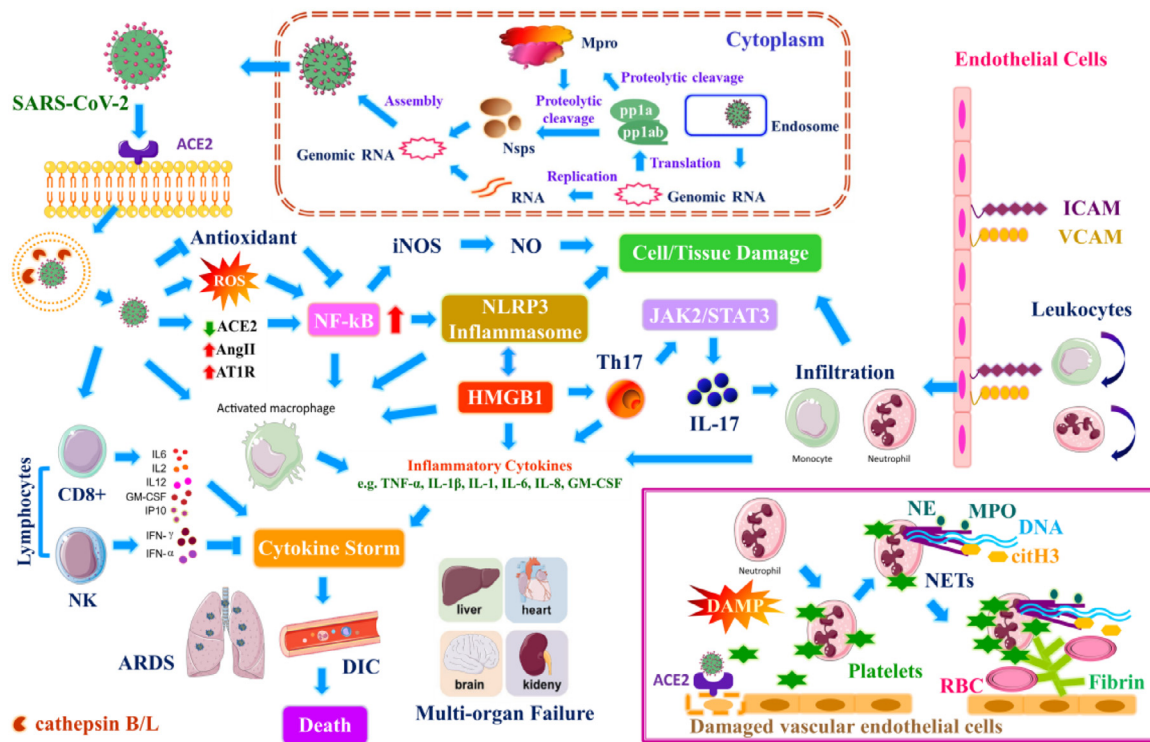 Cytoplasm
Mpro
Proteolytic cleavage
Assembly
Proteolytic
cleavage
pp1a
pp1ab
Endosome
Nsps
Genomic RNA
Translation
Replication
RNA
Genomic RNA
SARS-CoV-2
ACE2
Endothelial Cells
ICAM
VCAM
Leukocytes
Antioxidant
ROS
iNOS
NO
Cell/Tissue Damage
NF-kB
NLRP3
Inflammasome
JAK2/STAT3
ACE2
AngII
AT1R
HMGB1
Th17
IL-17
Infiltration
Monocyte
Neutrophil
Activated macrophage
Inflammatory Cytokines
e.g. TNF-α, IL-1β, IL-1, IL-6, IL-8, GM-CSF
Lymphocytes
CD8+
IL6
IL2
IL12
GM-CSF
IP10
IFN-γ
IFN-α
NK
Cytokine Storm
ARDS
DIC
Death
liver
heart
brain
kideny
Multi-organ Failure
cathepsin B/L
Neutrophil
NE
MPO
DNA
citH3
NETs
DAMP
Platelets
ACE2
RBC
Fibrin
Damaged vascular endothelial cells